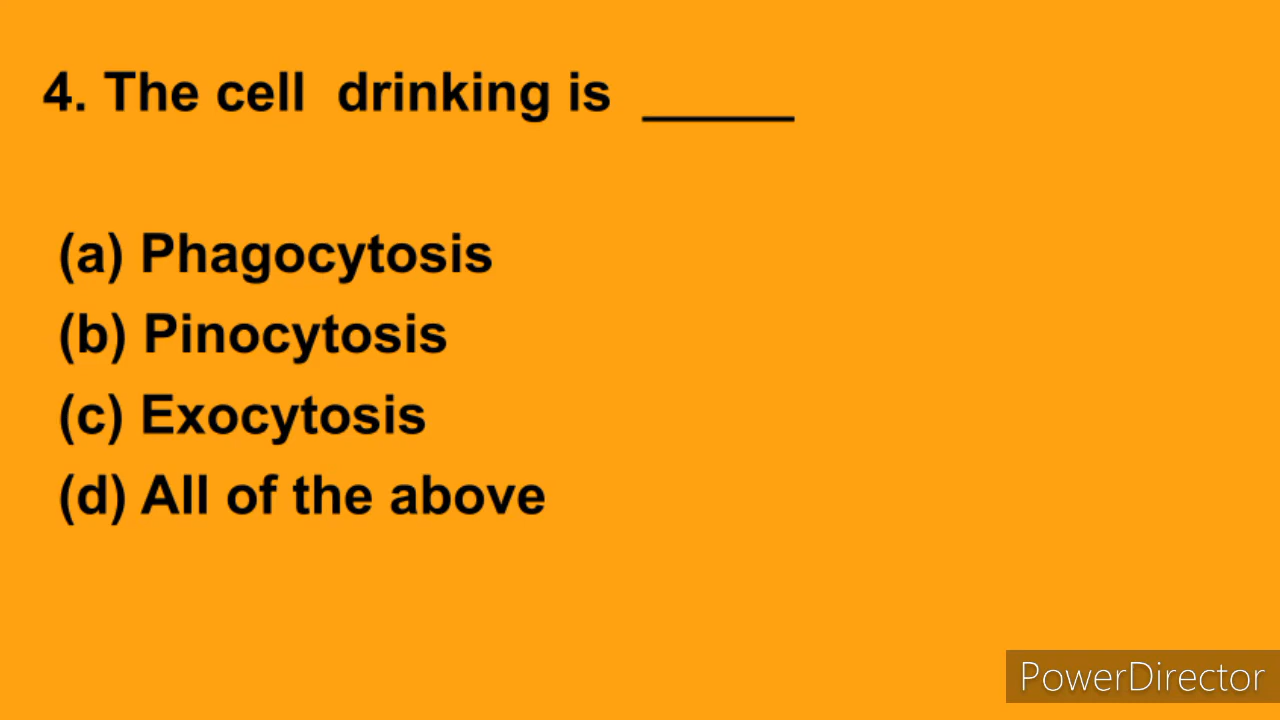 4. The cell drinking is _____
(a) Phagocytosis
(b) Pinocytosis
(c) Exocytosis
(d) All of the above
PowerDirector